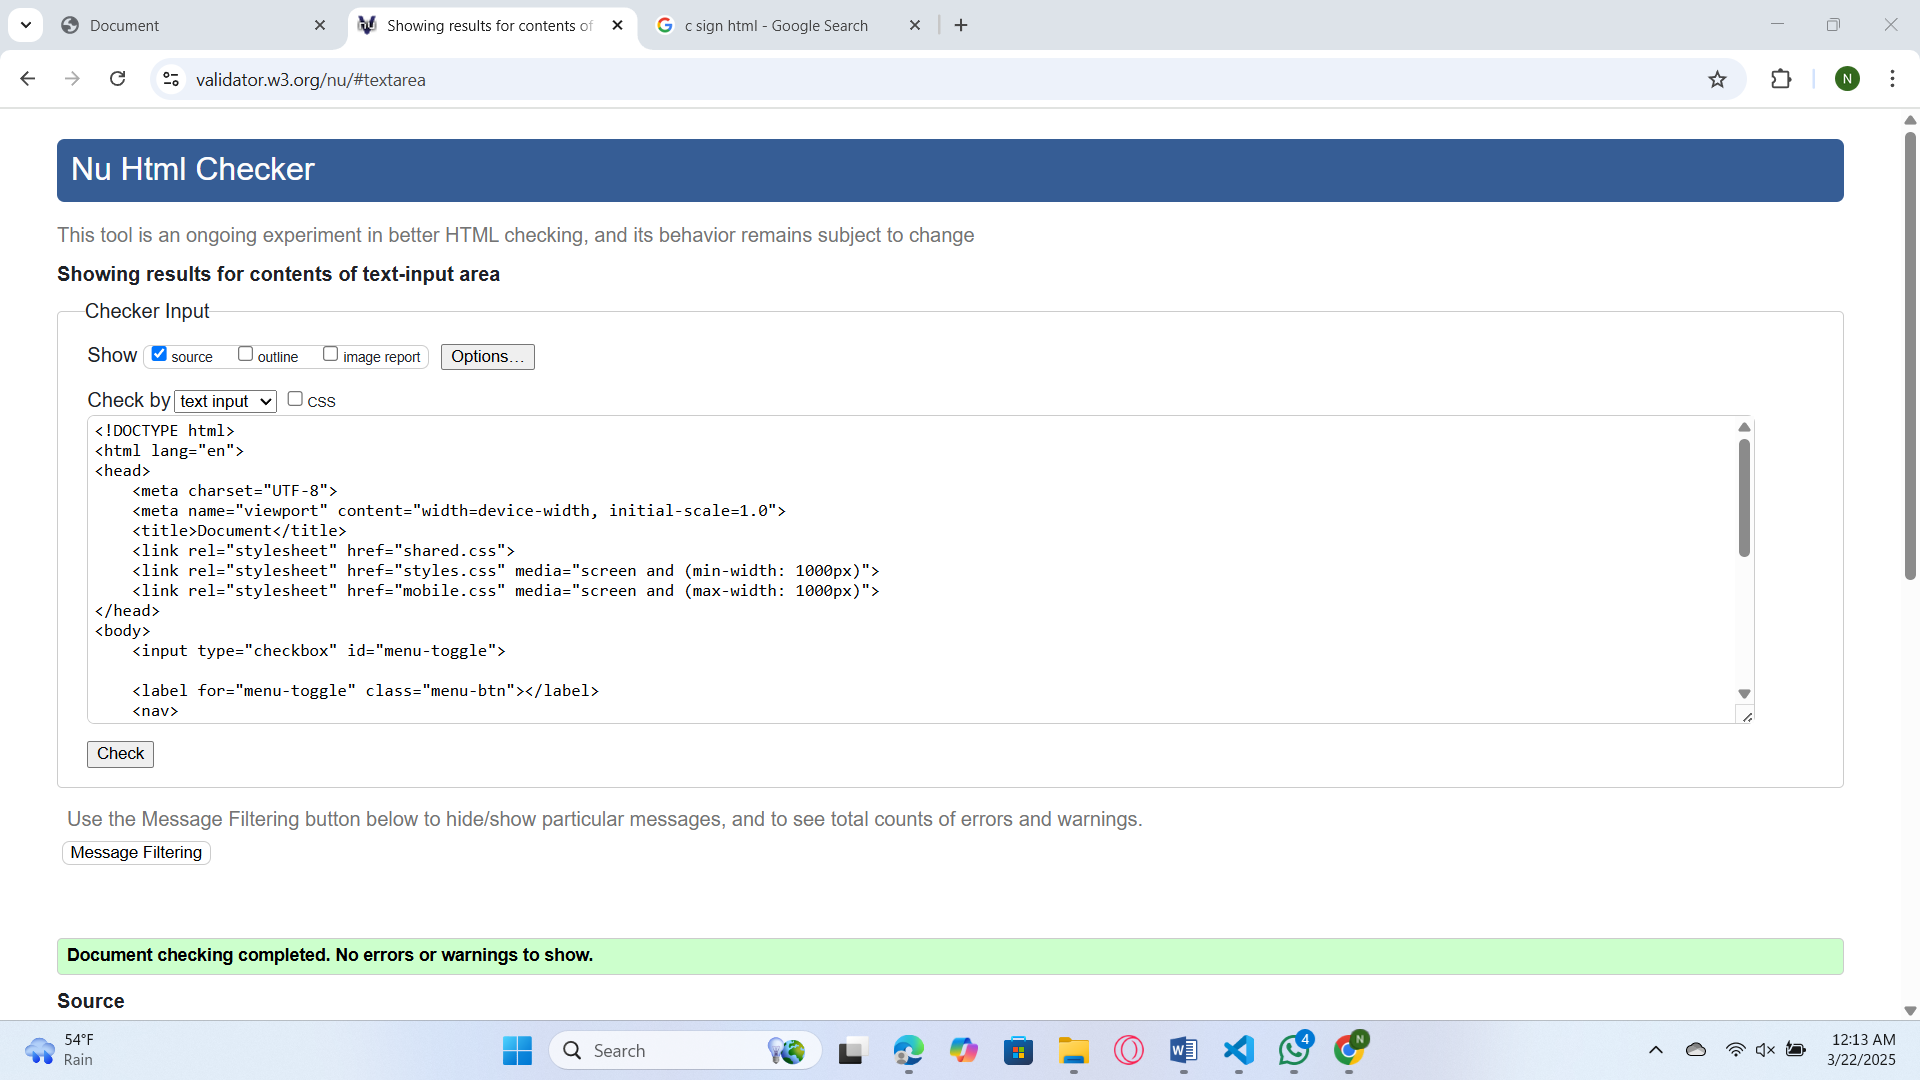 Document
Showing results for contents of
c sign html - Google Search
validator.w3.org/nu/#textarea
N
Nu Html Checker
This tool is an ongoing experiment in better HTML checking, and its behavior remains subject to change
Showing results for contents of text-input area
Checker Input
Show source outline image report Options...
Check by text input CSS
<!DOCTYPE html>
<html lang="en">
<head>
    <meta charset="UTF-8">
    <meta name="viewport" content="width=device-width, initial-scale=1.0">
    <title>Document</title>
    <link rel="stylesheet" href="shared.css">
    <link rel="stylesheet" href="styles.css" media="screen and (min-width: 1000px)">
    <link rel="stylesheet" href="mobile.css" media="screen and (max-width: 1000px)">
</head>
<body>
    <input type="checkbox" id="menu-toggle">
    <label for="menu-toggle" class="menu-btn"></label>
    <nav>
Check
Use the Message Filtering button below to hide/show particular messages, and to see total counts of errors and warnings.
Message Filtering
Document checking completed. No errors or warnings to show.
Source
54°F
Rain
Search
4
N
12:13 AM
3/22/2025